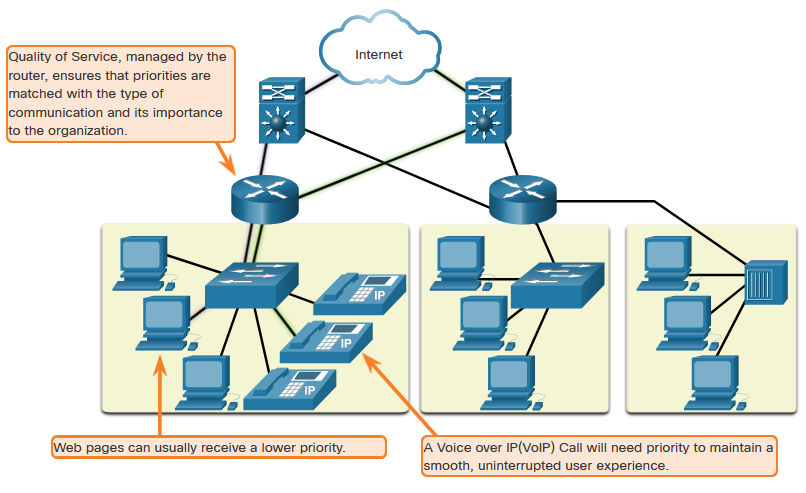 Internet
Quality of Service, managed by the
router, ensures that priorities are
matched with the type of
communication and its importance
to the organization.
IP
IP
IP
Web pages can usually receive a lower priority.
A Voice over IP(VoIP) Call will need priority to maintain a
smooth, uninterrupted user experience.